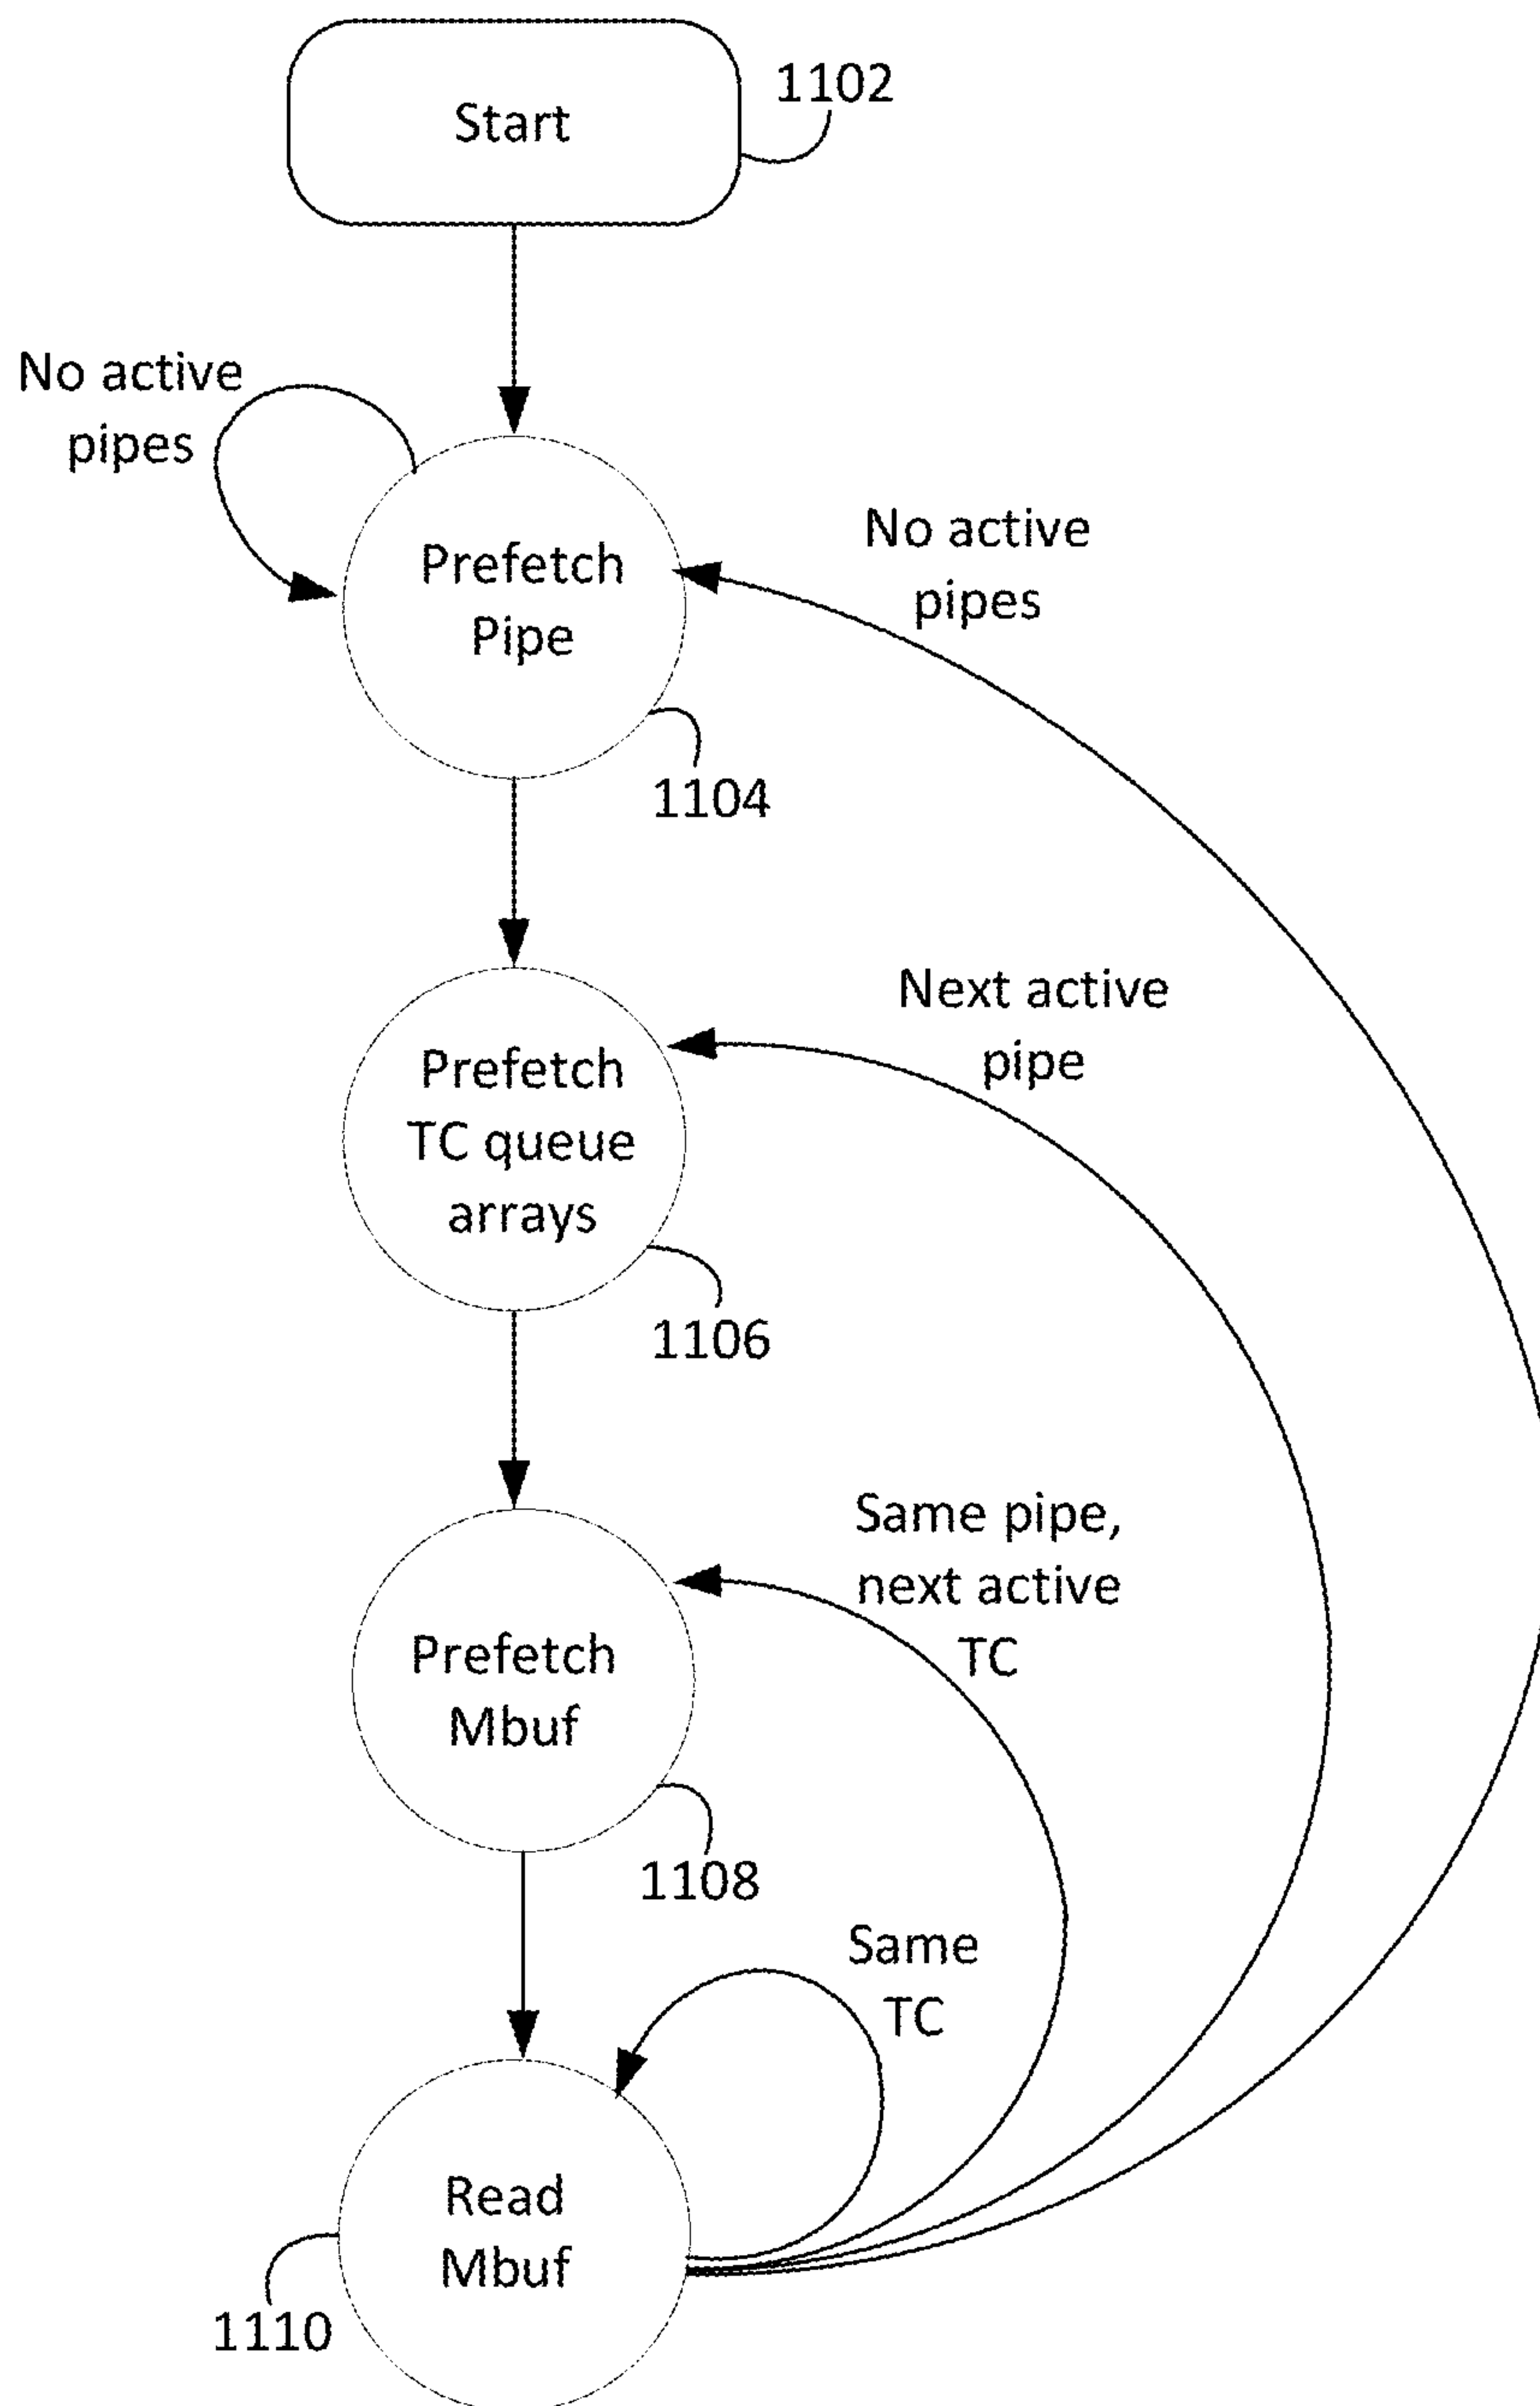 Start
1102
No active
pipes
No active
pipes
Prefetch
Pipe
1104
Next active
pipe
Prefetch
TC queue
arrays
1106
Same pipe,
next active
TC
Prefetch
Mbuf
1108
Same
TC
Read
Mbuf
1110